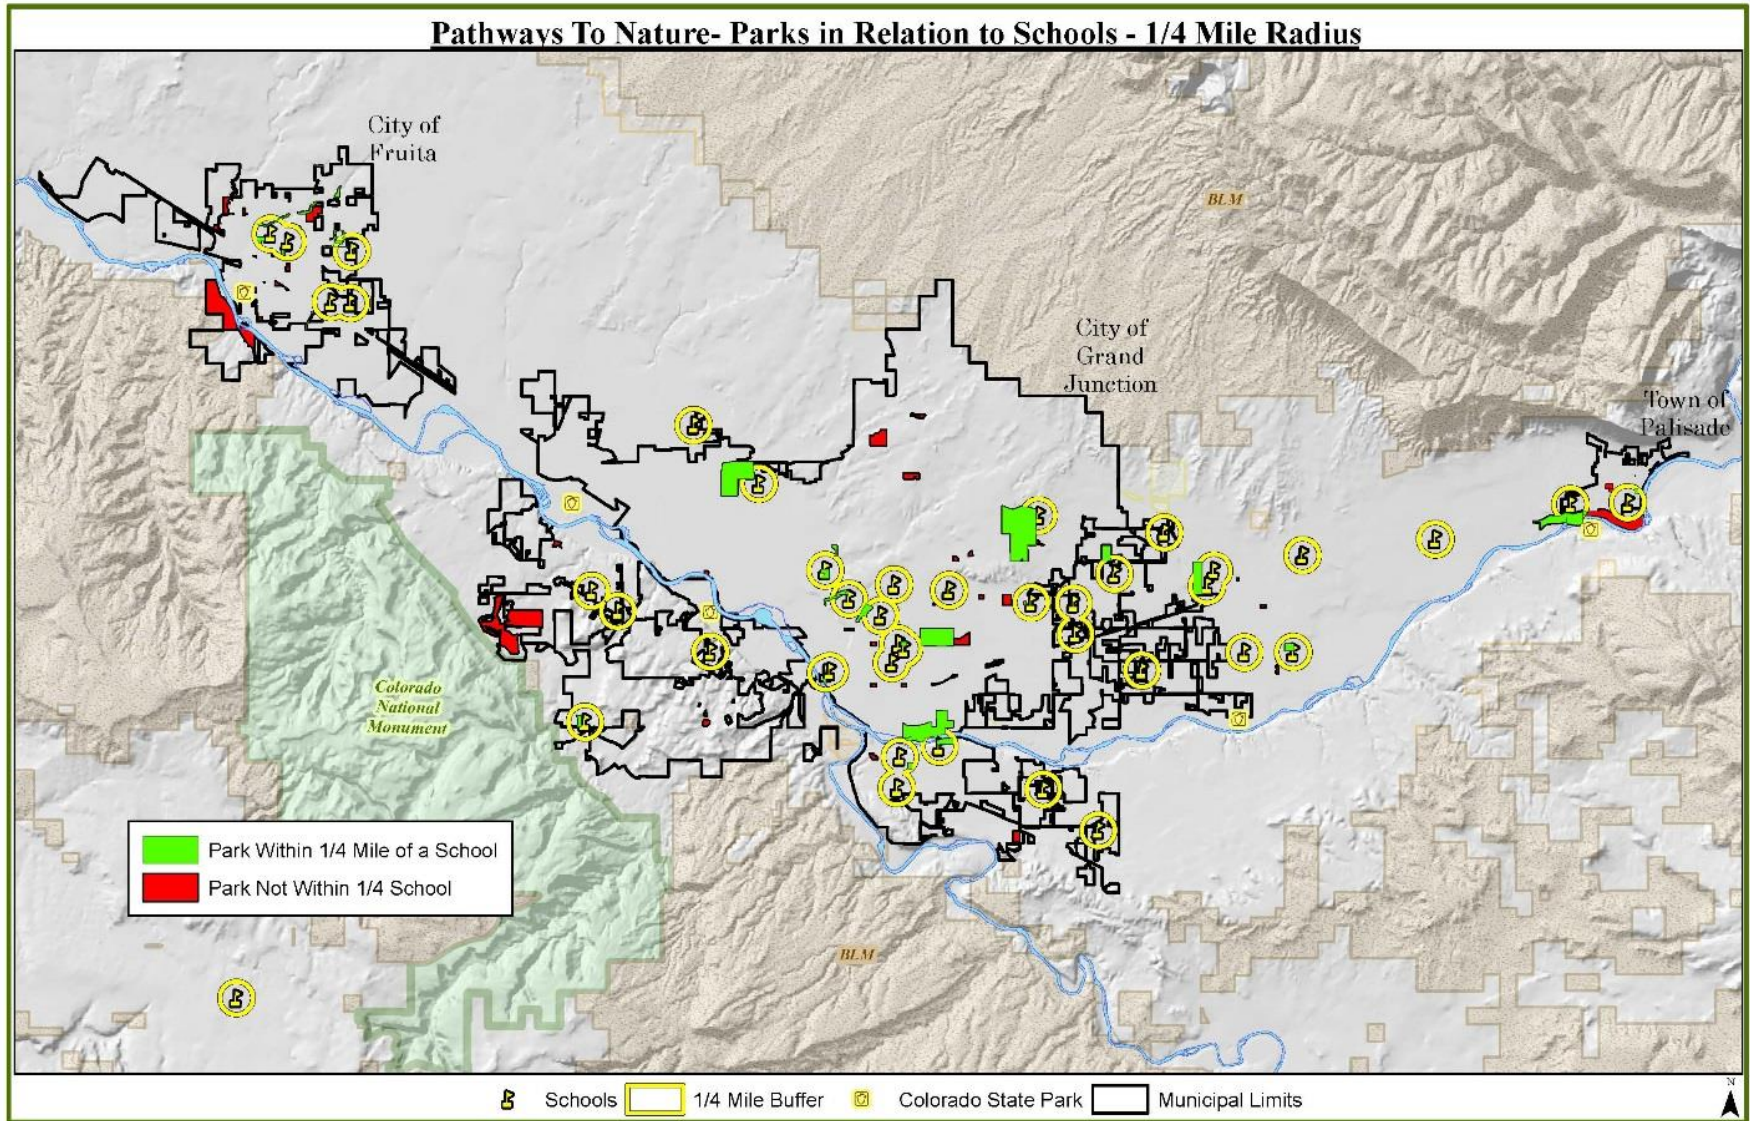 Pathways To Nature- Parks in Relation to Schools - 1/4 Mile Radius
City of
Fruita
BLM
City of
Grand
Junction
Town of
Palisade
Colorado
National
Monument
Park Within 1/4 Mile of a School
Park Not Within 1/4 School
BLM
Schools
1/4 Mile Buffer
Colorado State Park
Municipal Limits
N